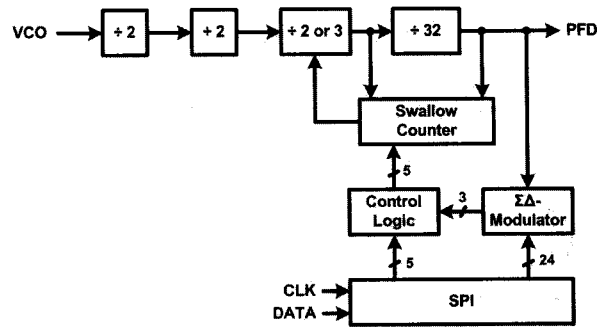 VCO
÷ 2
÷ 2
÷ 2 or 3
÷ 32
PFD
Swallow
Counter
5
Control
Logic
3
ΣΔ-
Modulator
5
24
CLK
DATA
SPI